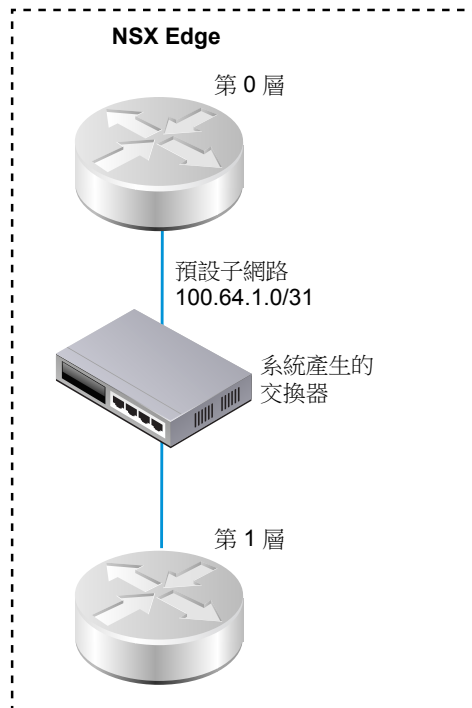 NSX Edge
第 0 層
預設子網路
100.64.1.0/31
系統產生的
交換器
第 1 層